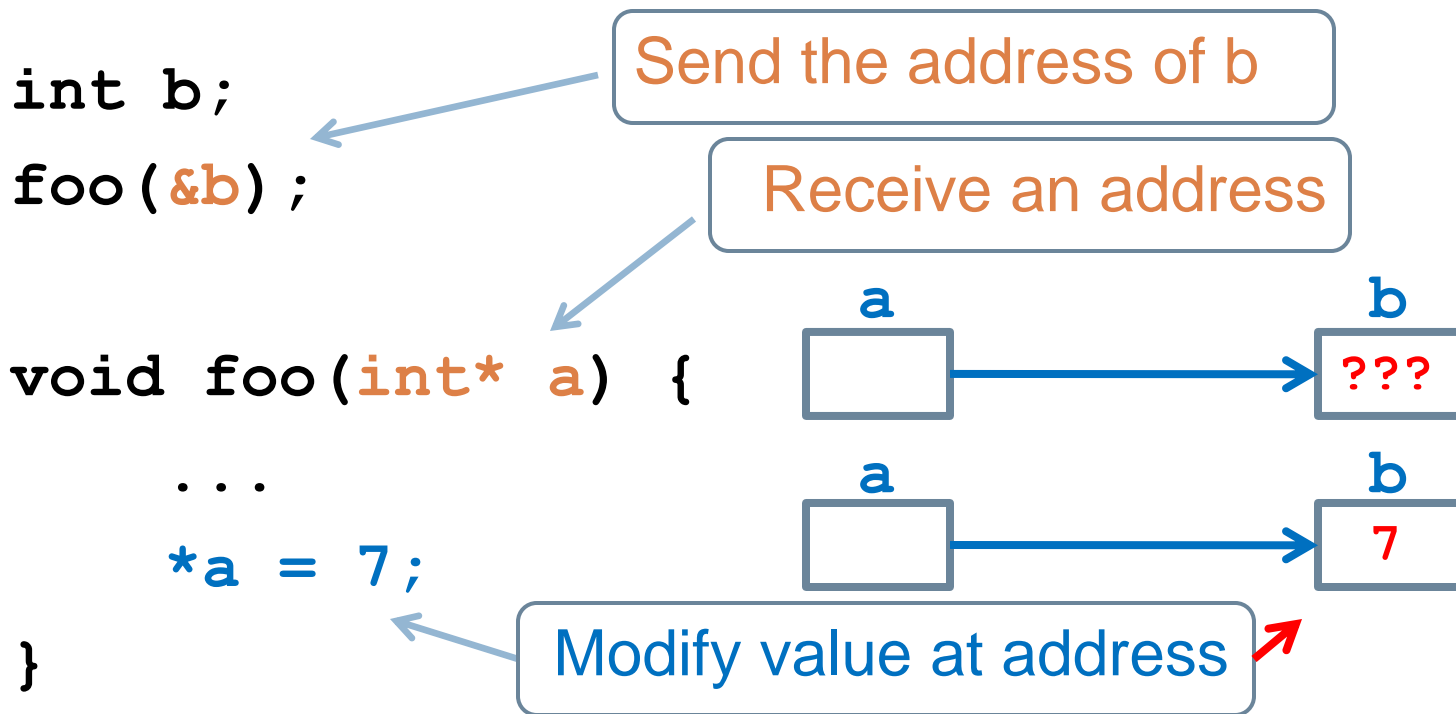 Send the address of b
int b;
foo(&b);
Receive an address
a b
void foo(int* a) {
???
...
a b
*a = 7;
7
Modify value at address
}